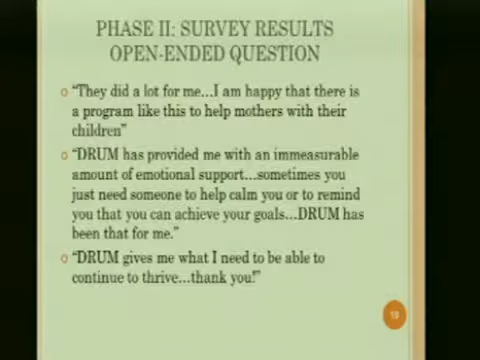 PHASE II: SURVEY RESULTS
OPEN-ENDED QUESTION
“They did a lot for me…I am happy that there is
a program like this to help mothers with their
children”
“DRUM has provided me with an immeasurable
amount of emotional support…sometimes you
just need someone to help calm you or to remind
you that you can achieve your goals…DRUM has
been that for me.”
“DRUM gives me what I need to be able to
continue to thrive…thank you!”